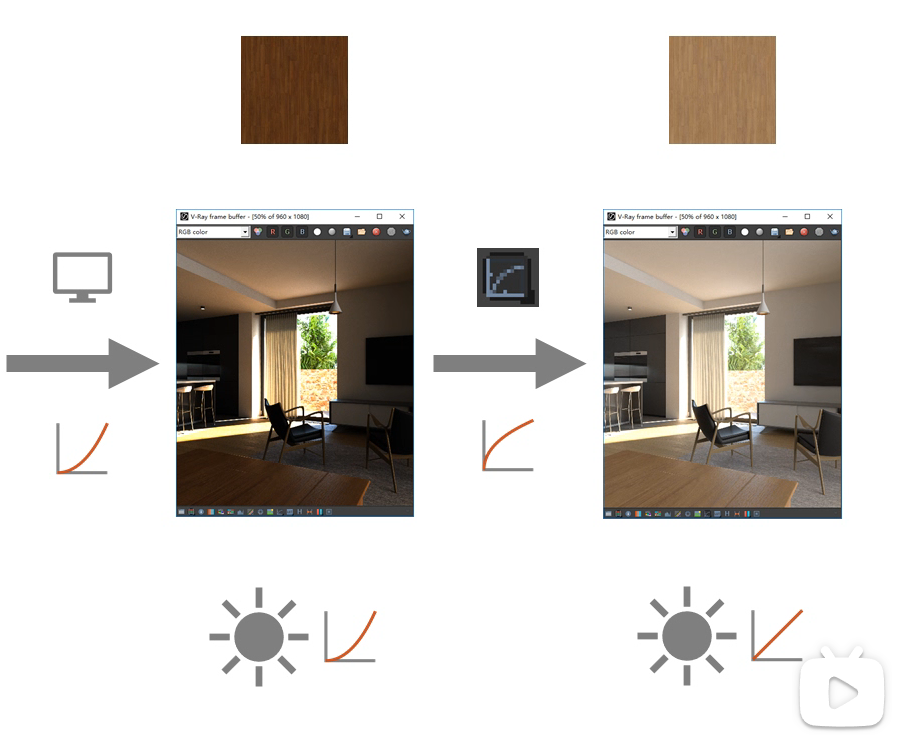 V-Ray frame buffer - [50% of 960 x 1080]
RGB color
R
G
B
H
V-Ray frame buffer - [50% of 960 x 1080]
RGB color
R
G
B
H